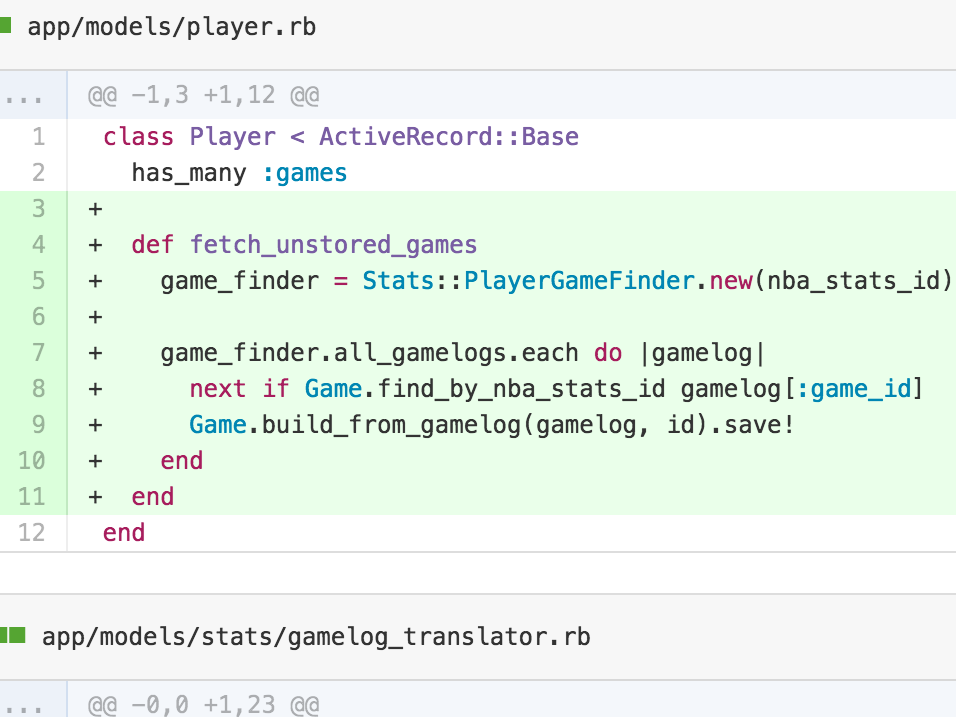 app/models/player.rb
... @@ -1,3 +1,12 @@
1 class Player < ActiveRecord::Base
2 has_many :games
3 +
4 + def fetch_unstored_games
5 + game_finder = Stats::PlayerGameFinder.new(nba_stats_id)
6 +
7 + game_finder.all_gamelogs.each do |gamelog|
8 + next if Game.find_by_nba_stats_id gamelog[:game_id]
9 + Game.build_from_gamelog(gamelog, id).save!
10 + end
11 + end
12 end
app/models/stats/gamelog_translator.rb
... @@ -0,0 +1,23 @@